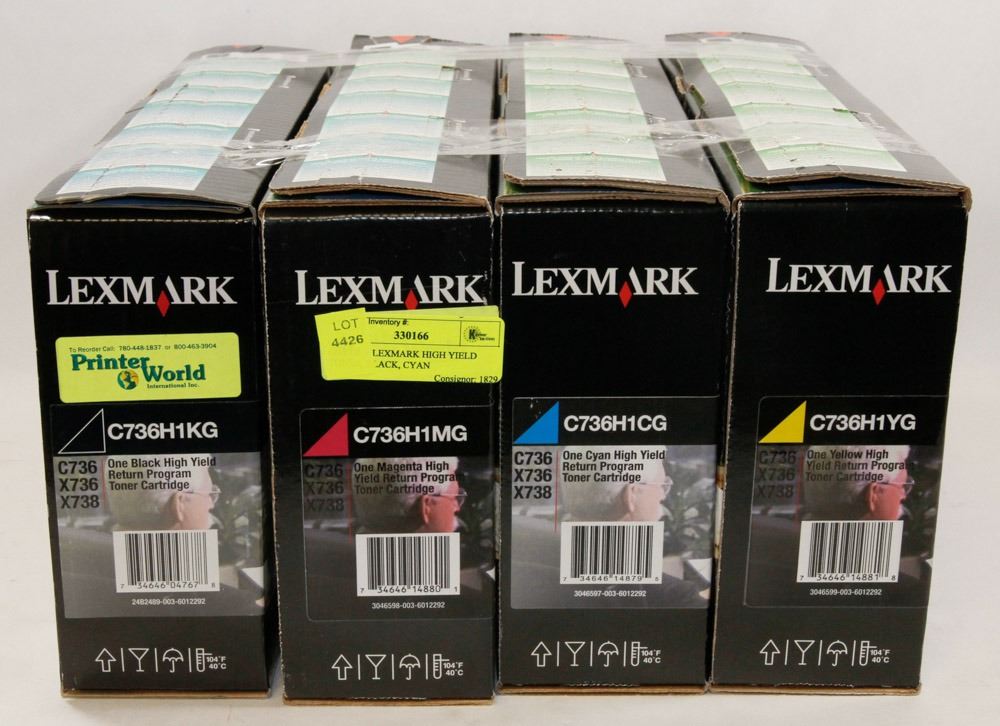 LEXMARK
To Reorder Call: 780-448-1837 or 800-463-3904
Printer World
International Inc.
C736H1KG
C736
X736
X738
One Black High Yield
Return Program
Toner Cartridge
7 34646 04767 8
24B2489-003-6012292
104°F
40°C
LEXMARK
LOT
4426
Inventory #:
330166
LEXMARK HIGH YIELD
ACK, CYAN
Consignor: 1829
C736H1MG
C736
X736
X738
One Magenta High
Yield Return Program
Toner Cartridge
7 34646 14880 1
3046598-003-6012292
104°F
40°C
LEXMARK
C736H1CG
C736
X736
X738
One Cyan High Yield
Return Program
Toner Cartridge
7 34646 14879 5
3046597-003-6012292
104°F
40°C
LEXMARK
C736H1YG
C736
X736
X738
One Yellow High
Yield Return Program
Toner Cartridge
7 34646 14881 8
3046599-003-6012292
104°F
40°C